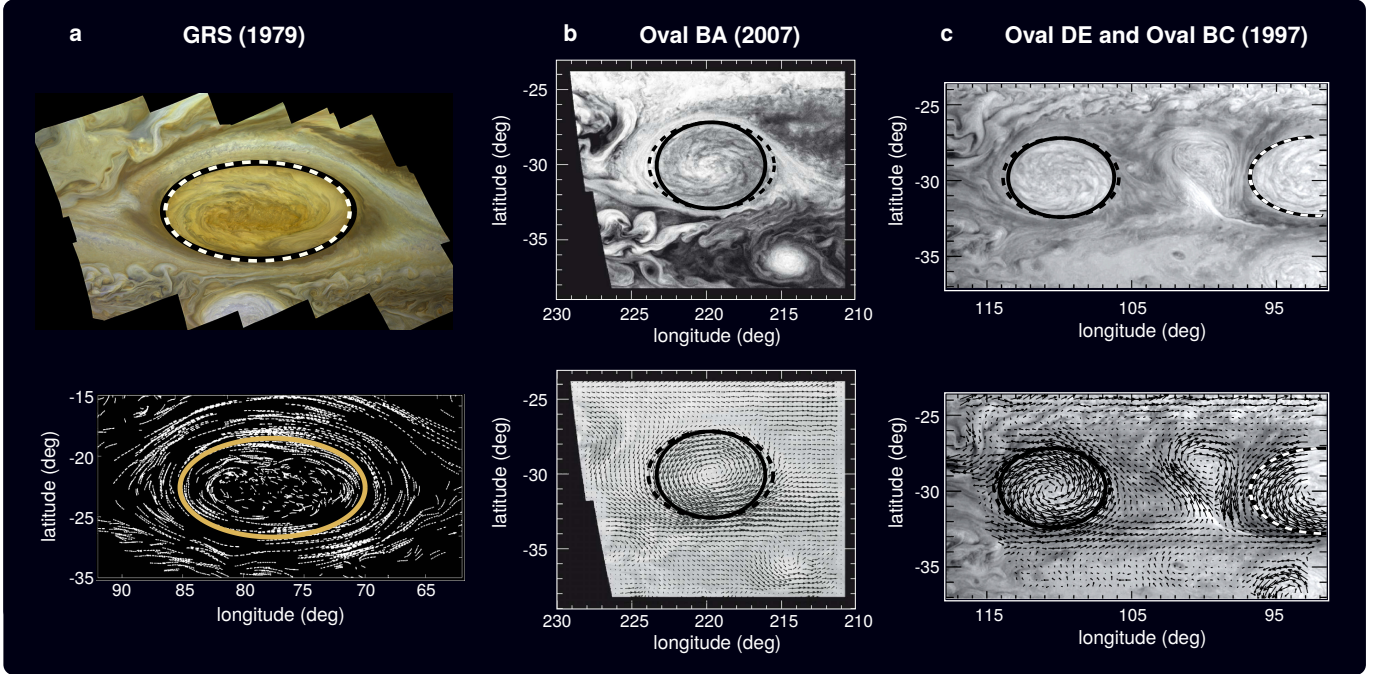 a GRS (1979)
b Oval BA (2007)
c Oval DE and Oval BC (1997)
-25
-30
-35
latitude (deg)
230 225 220 215 210
longitude (deg)
-25
-30
-35
latitude (deg)
115 105 95
longitude (deg)
-15
-20
-25
-35
latitude (deg)
90 85 80 75 70 65
longitude (deg)
-25
-30
-35
latitude (deg)
230 225 220 215 210
longitude (deg)
-25
-30
-35
latitude (deg)
115 105 95
longitude (deg)